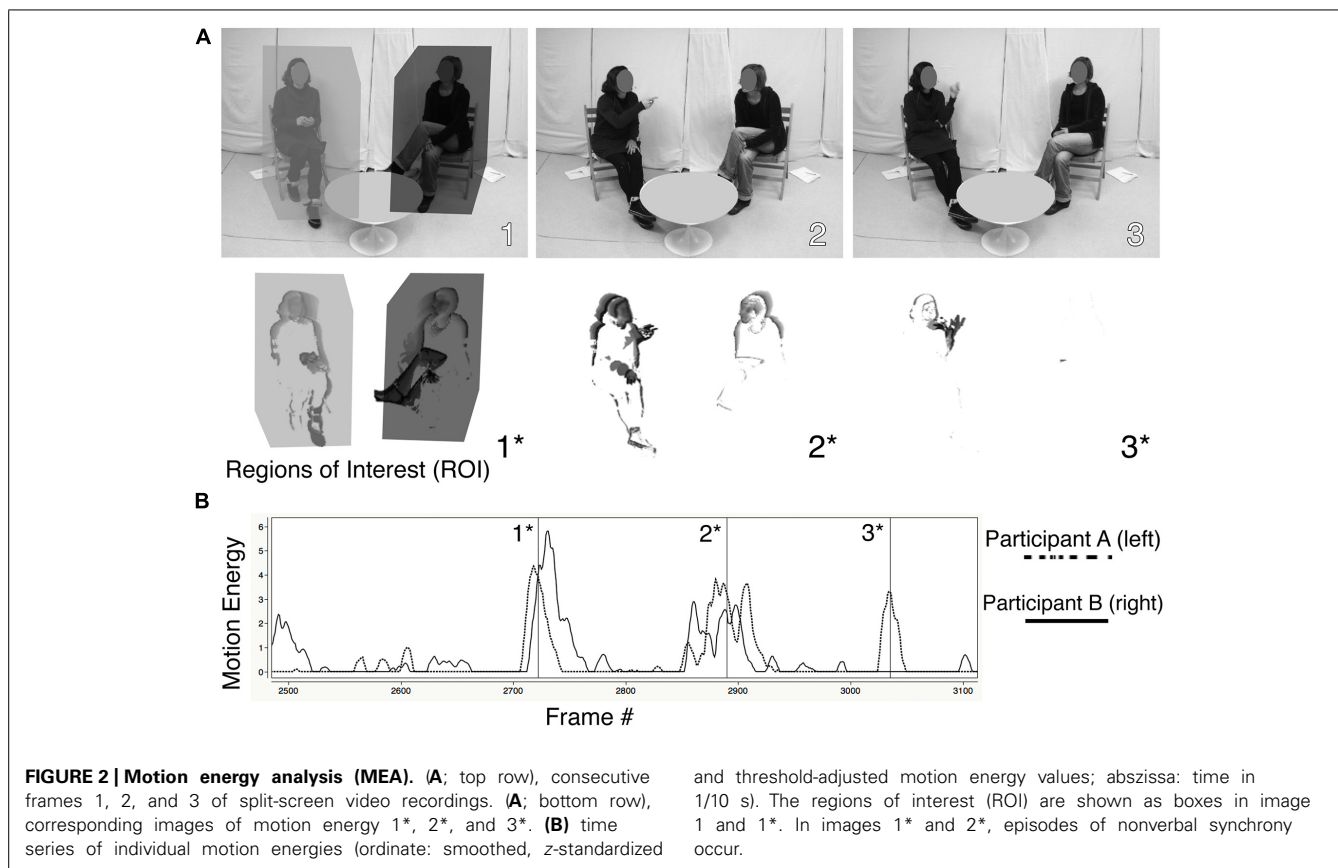 A
1
2
3
1*
2*
3*
Regions of Interest (ROI)
B
Motion Energy
6
5
4
3
2
1
0
1*
2*
3*
2500 2600 2700 2800 2900 3000 3100
Frame #
Participant A (left)
Participant B (right)
FIGURE 2 | Motion energy analysis (MEA). (A; top row), consecutive
frames 1, 2, and 3 of split-screen video recordings. (A; bottom row),
corresponding images of motion energy 1*, 2*, and 3*. (B) time
series of individual motion energies (ordinate: smoothed, z-standardized
and threshold-adjusted motion energy values; abszissa: time in
1/10 s). The regions of interest (ROI) are shown as boxes in image
1 and 1*. In images 1* and 2*, episodes of nonverbal synchrony
occur.